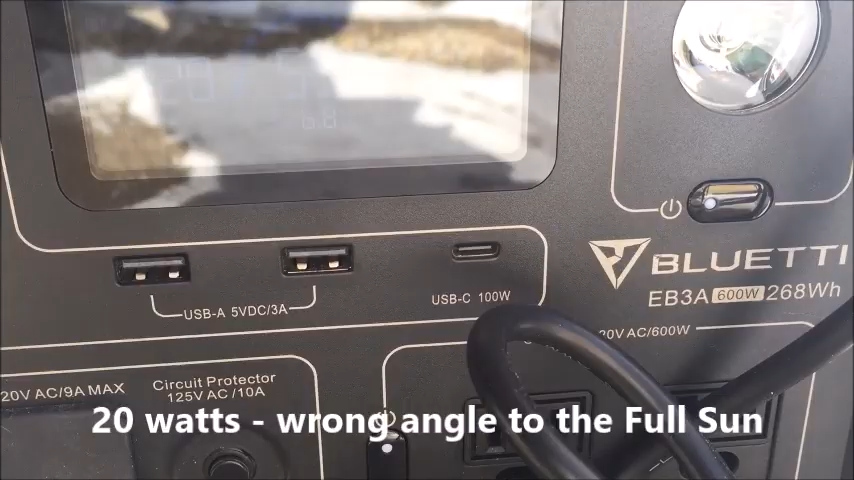 BLUETTI
EB3A 600W 268Wh
USB-A 5VDC/3A
USB-C 100W
20V AC/600W
20V AC/9A MAX
Circuit Protector
125V AC /10A
20 watts - wrong angle to the Full Sun